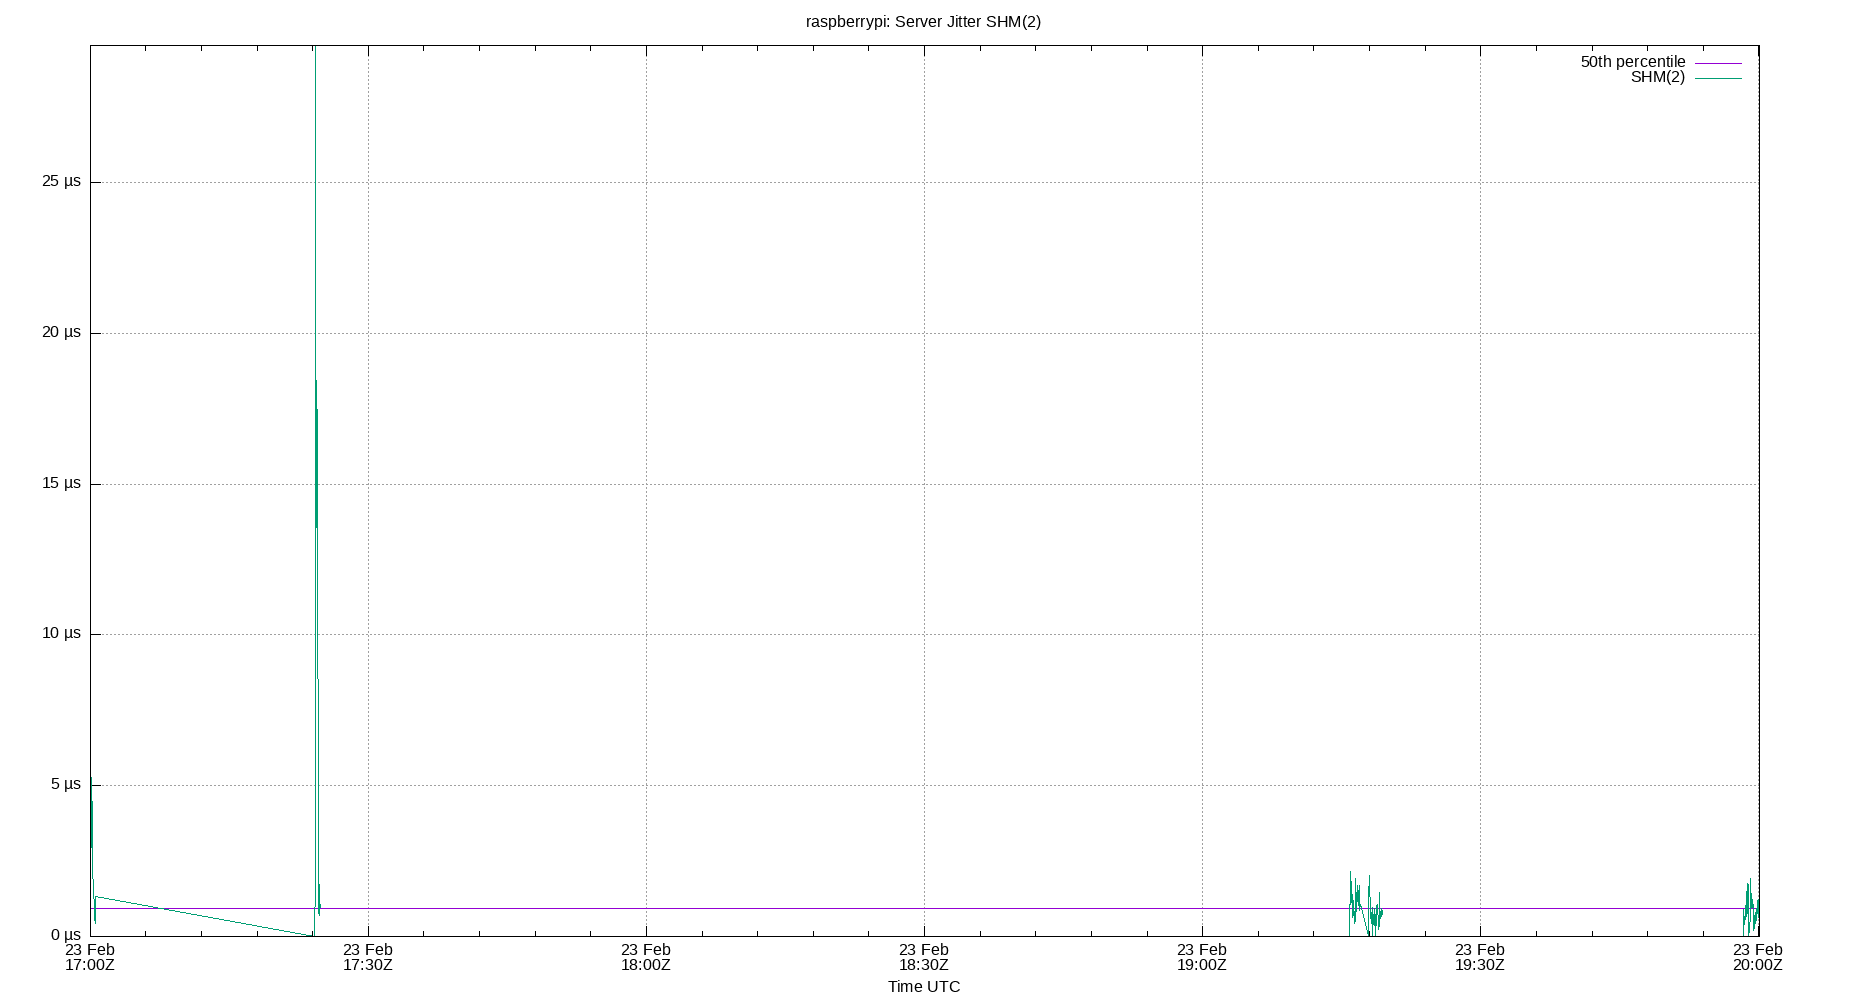 raspberrypi: Server Jitter SHM(2)
50th percentile
SHM(2)
25 µs
20 µs
15 µs
10 µs
5 µs
0 µs
23 Feb 23 Feb 23 Feb 23 Feb 23 Feb 23 Feb 23 Feb
17:00Z 17:30Z 18:00Z 18:30Z 19:00Z 19:30Z 20:00Z
Time UTC